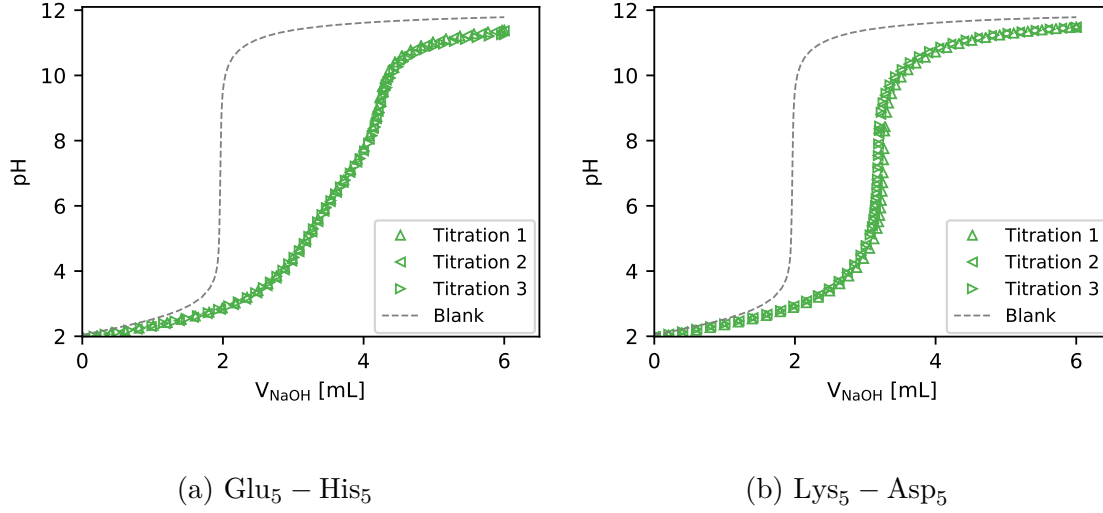 12
10
8
6
4
2
pH
0
2
4
6
V_NaOH [mL]
Titration 1
Titration 2
Titration 3
Blank
12
10
8
6
4
2
pH
0
2
4
6
V_NaOH [mL]
Titration 1
Titration 2
Titration 3
Blank
(a) Glu₅ − His₅
(b) Lys₅ − Asp₅